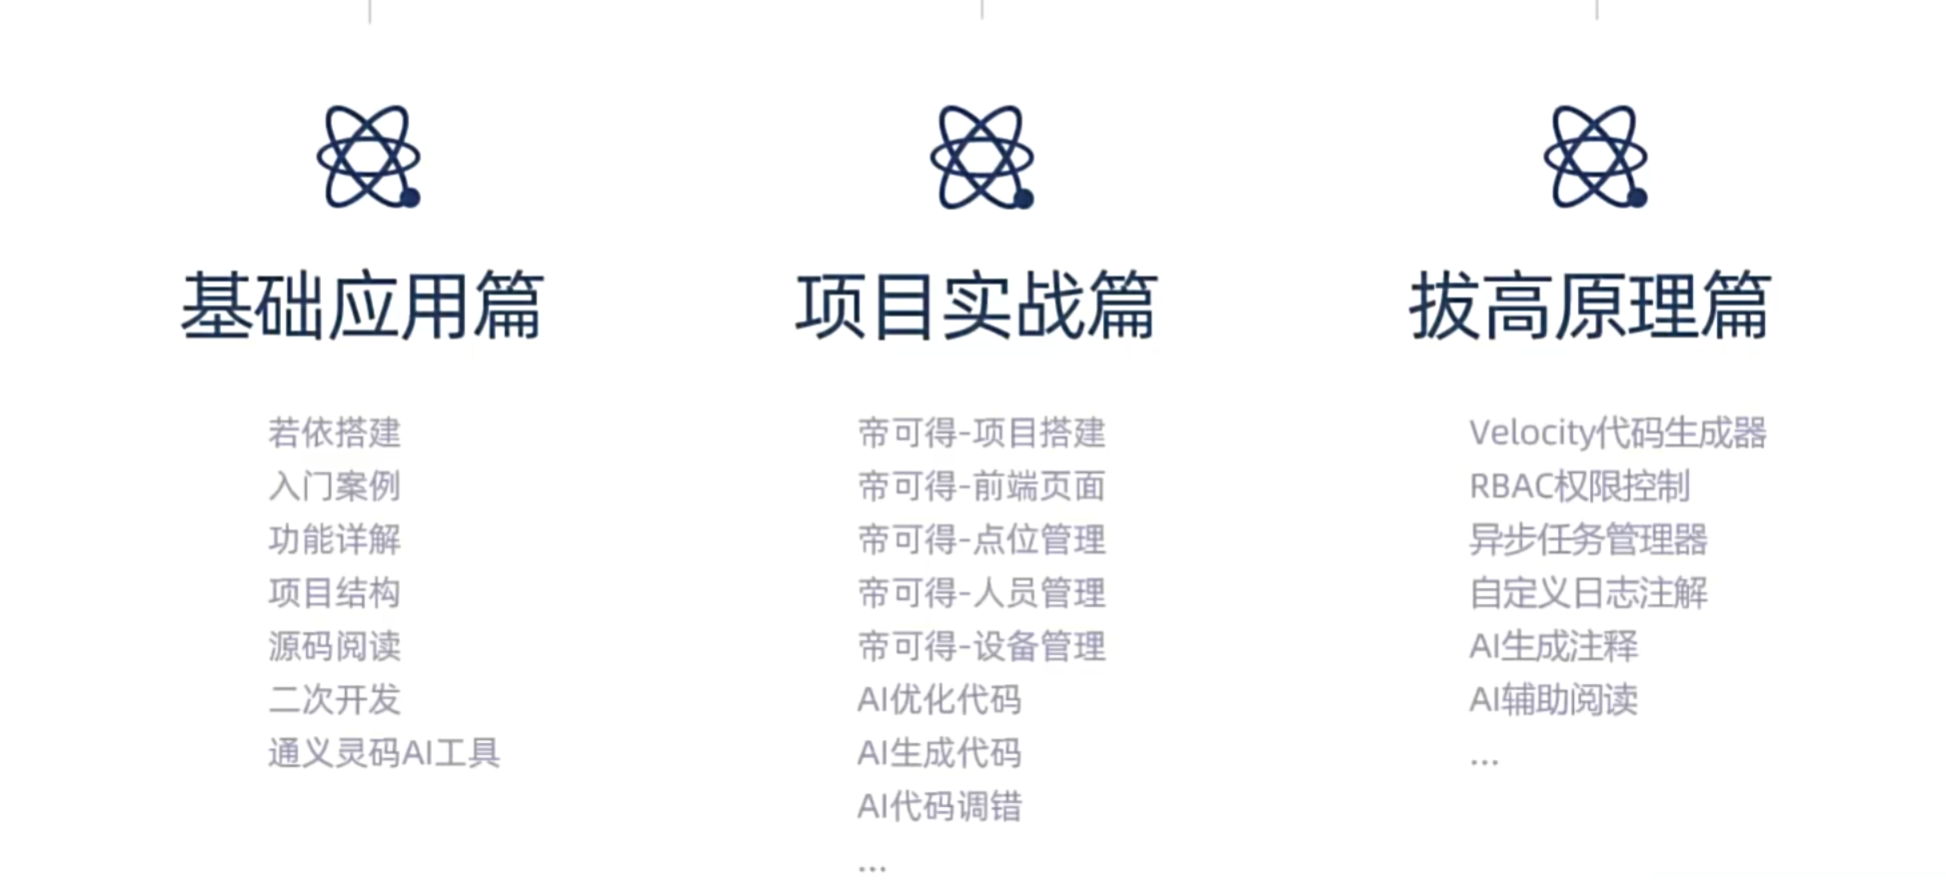 基础应用篇
若依搭建
入门案例
功能详解
项目结构
源码阅读
二次开发
通义灵码AI工具
项目实战篇
帝可得-项目搭建
帝可得-前端页面
帝可得-点位管理
帝可得-人员管理
帝可得-设备管理
AI优化代码
AI生成代码
AI代码调错
...
拔高原理篇
Velocity代码生成器
RBAC权限控制
异步任务管理器
自定义日志注解
AI生成注释
AI辅助阅读
...